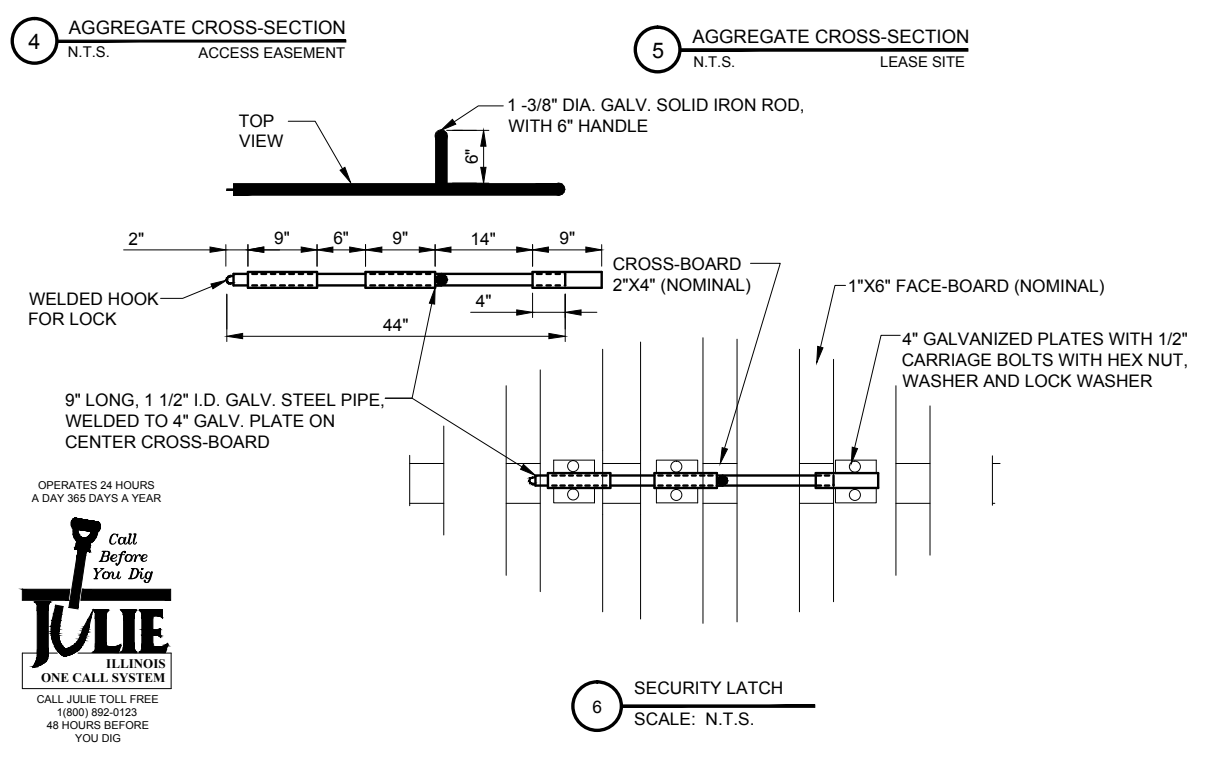 4
AGGREGATE CROSS-SECTION
N.T.S. ACCESS EASEMENT
5
AGGREGATE CROSS-SECTION
N.T.S. LEASE SITE
1 -3/8" DIA. GALV. SOLID IRON ROD,
WITH 6" HANDLE
TOP
VIEW
6"
2" 9" 6" 9" 14" 9"
CROSS-BOARD
2"X4" (NOMINAL)
1"X6" FACE-BOARD (NOMINAL)
WELDED HOOK
FOR LOCK
4"
44"
4" GALVANIZED PLATES WITH 1/2"
CARRIAGE BOLTS WITH HEX NUT,
WASHER AND LOCK WASHER
9" LONG, 1 1/2" I.D. GALV. STEEL PIPE,
WELDED TO 4" GALV. PLATE ON
CENTER CROSS-BOARD
OPERATES 24 HOURS
A DAY 365 DAYS A YEAR
Call
Before
You Dig
JULIE
ILLINOIS
ONE CALL SYSTEM
CALL JULIE TOLL FREE
1(800) 892-0123
48 HOURS BEFORE
YOU DIG
6
SECURITY LATCH
SCALE: N.T.S.